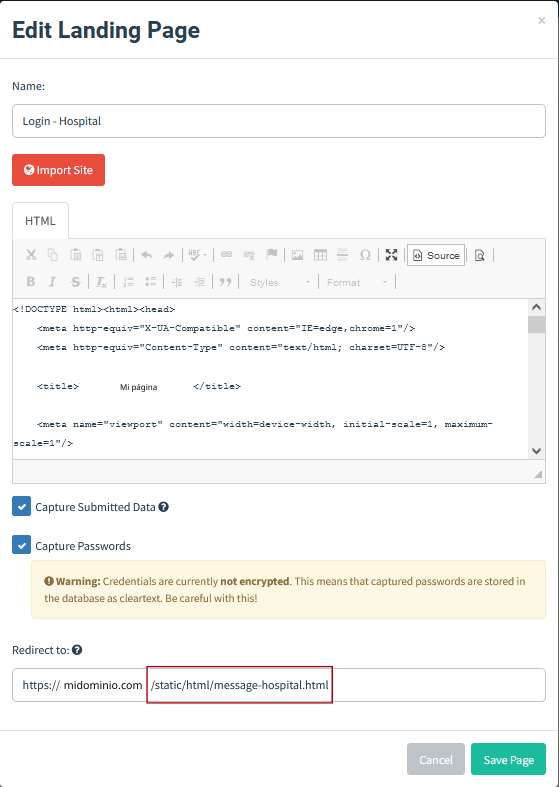 Edit Landing Page
×
Name:
Login - Hospital
Import Site
HTML
ABC
Source
B I S Tx
Styles
Format
<!DOCTYPE html><html><head>
<meta http-equiv="X-UA-Compatible" content="IE=edge,chrome=1"/>
<meta http-equiv="Content-Type" content="text/html; charset=UTF-8"/>
<title> Mi página </title>
<meta name="viewport" content="width=device-width, initial-scale=1, maximum-
scale=1"/>
Capture Submitted Data
Capture Passwords
Warning: Credentials are currently not encrypted. This means that captured passwords are stored in
the database as cleartext. Be careful with this!
Redirect to:
https:// midominio.com /static/html/message-hospital.html
Cancel
Save Page